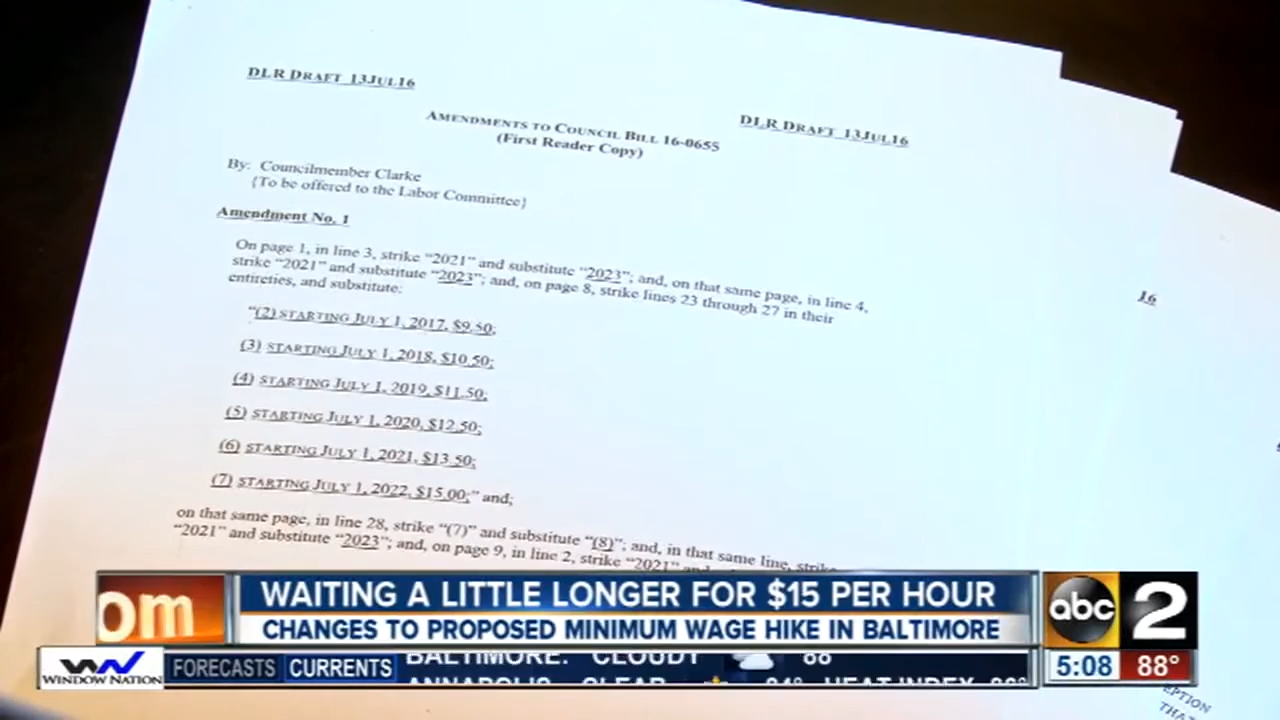 DLR DRAFT 13JUL16
DLR DRAFT 13JUL16
AMENDMENTS TO COUNCIL BILL 16-0655
(First Reader Copy)
By: Councilmember Clarke
{To be offered to the Labor Committee}
Amendment No. 1
On page 1, in line 3, strike “2021” and substitute “2023”; and, on that same page, in line 4,
strike “2021” and substitute “2023”; and, on page 8, strike lines 23 through 27 in their
entireties, and substitute:
16
“(2) STARTING JULY 1, 2017, $9.50;
(3) STARTING JULY 1, 2018, $10.50;
(4) STARTING JULY 1, 2019, $11.50;
(5) STARTING JULY 1, 2020, $12.50;
(6) STARTING JULY 1, 2021, $13.50;
(7) STARTING JULY 1, 2022, $15.00;” and;
on that same page, in line 28, strike “(7)” and substitute “(8)”; and, in that same line, strike
“2021” and substitute “2023”; and, on page 9, in line 2, strike “2021” and
om
WAITING A LITTLE LONGER FOR $15 PER HOUR
CHANGES TO PROPOSED MINIMUM WAGE HIKE IN BALTIMORE
abc 2
WINDOW NATION
FORECASTS CURRENTS
BALTIMORE: CLOUDY 88
ANNAPOLIS CLEAR HEAT INDEX
5:08 88°
EPTION